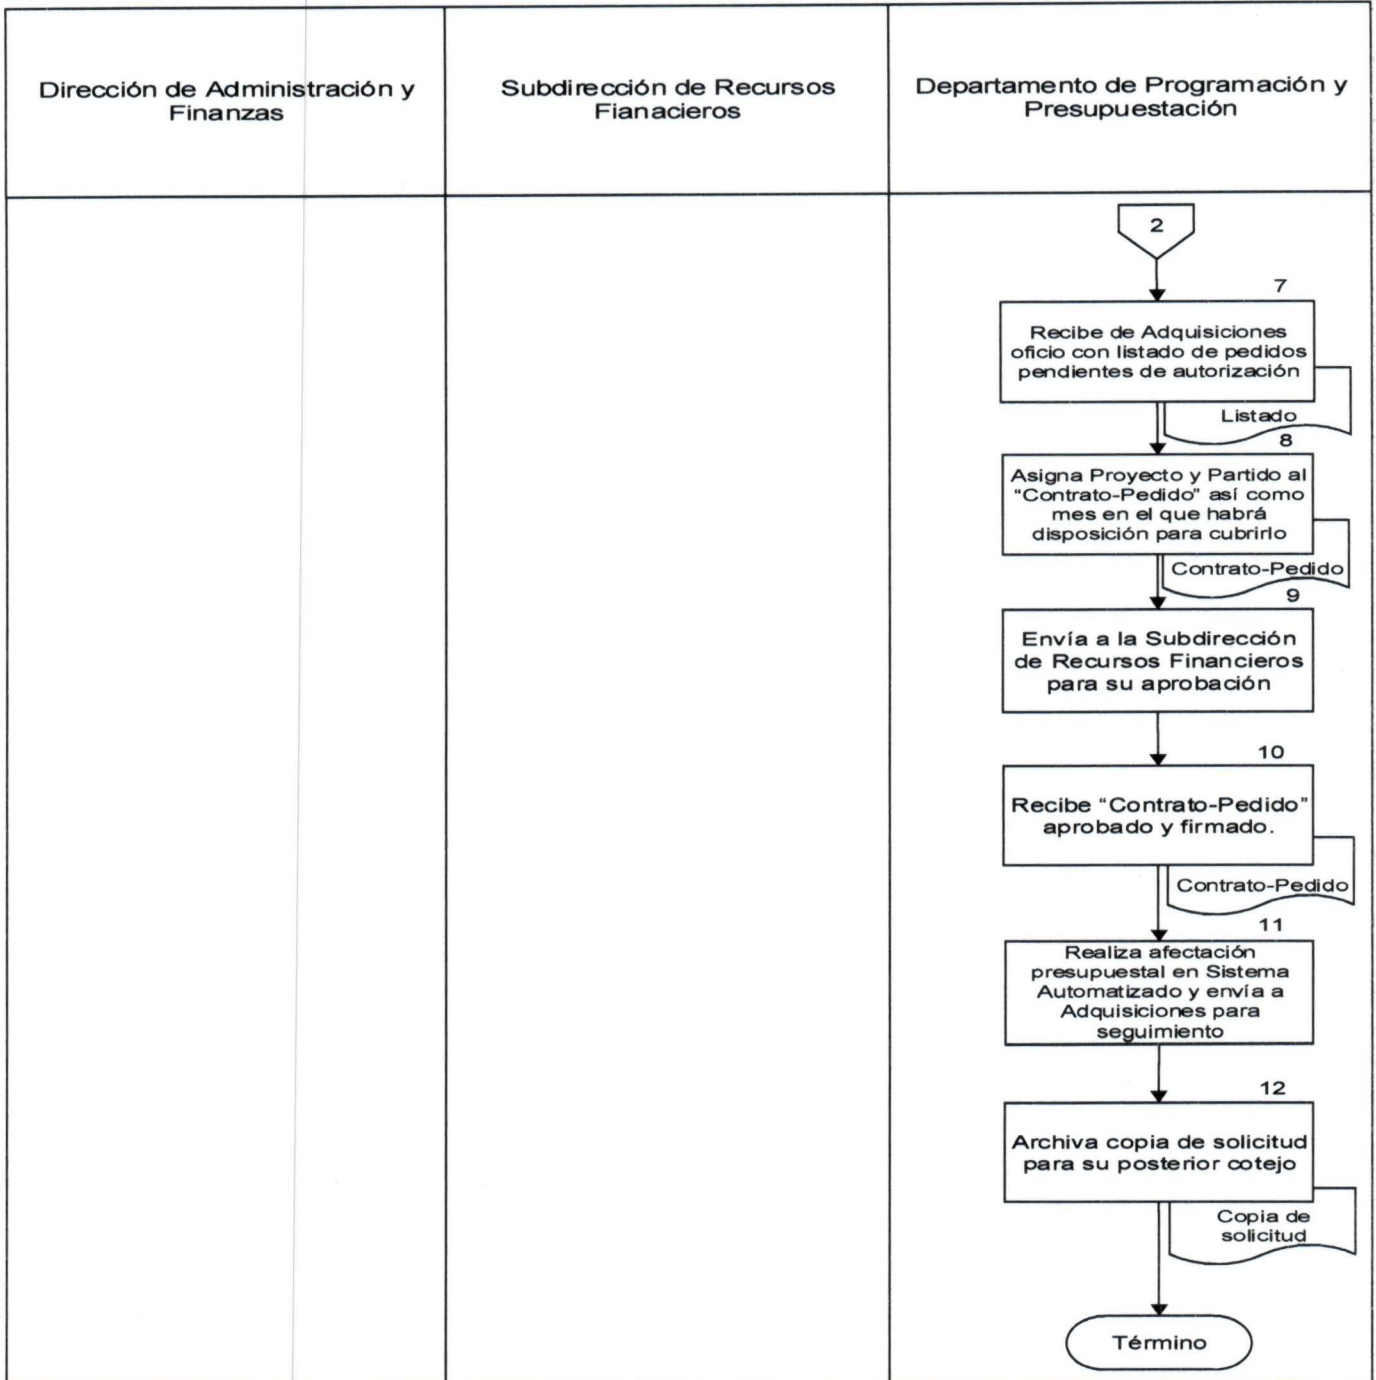 Dirección de Administración y
Finanzas
Subdirección de Recursos
Fianacieros
Departamento de Programación y
Presupuestación
2
7
Recibe de Adquisiciones
oficio con listado de pedidos
pendientes de autorización
Listado
8
Asigna Proyecto y Partido al
“Contrato-Pedido” así como
mes en el que habrá
disposición para cubrirlo
Contrato-Pedido
9
Envía a la Subdirección
de Recursos Financieros
para su aprobación
10
Recibe “Contrato-Pedido”
aprobado y firmado.
Contrato-Pedido
11
Realiza afectación
presupuestal en Sistema
Automatizado y envía a
Adquisiciones para
seguimiento
12
Archiva copia de solicitud
para su posterior cotejo
Copia de
solicitud
Término